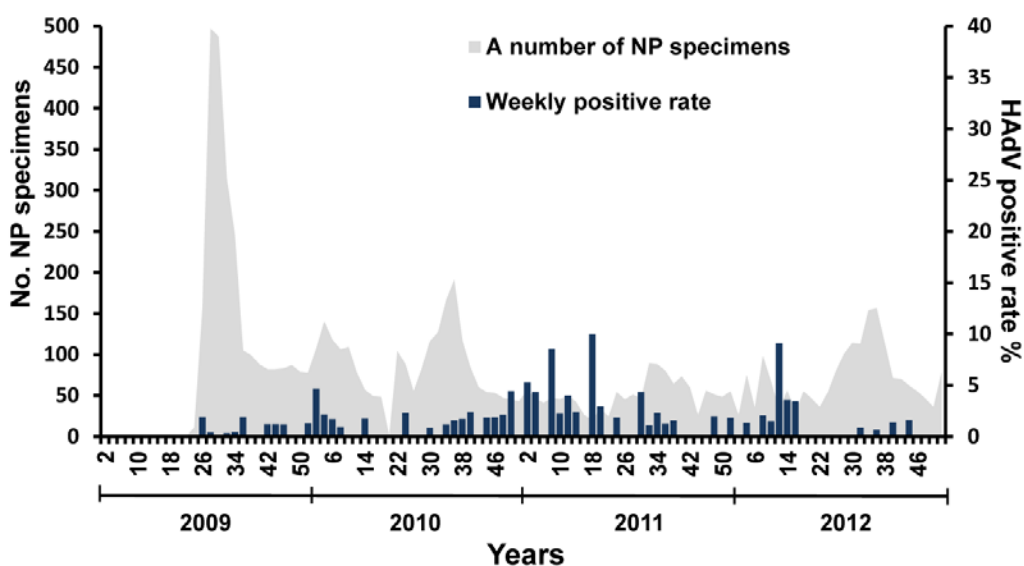 500
450
400
350
300
250
200
150
100
50
0
No. NP specimens
A number of NP specimens
Weekly positive rate
40
35
30
25
20
15
10
5
0
HAdV positive rate %
2 10 18 26 34 42 50 6 14 22 30 38 46 2 10 18 26 34 42 50 6 14 22 30 38 46
2009 2010 2011 2012
Years